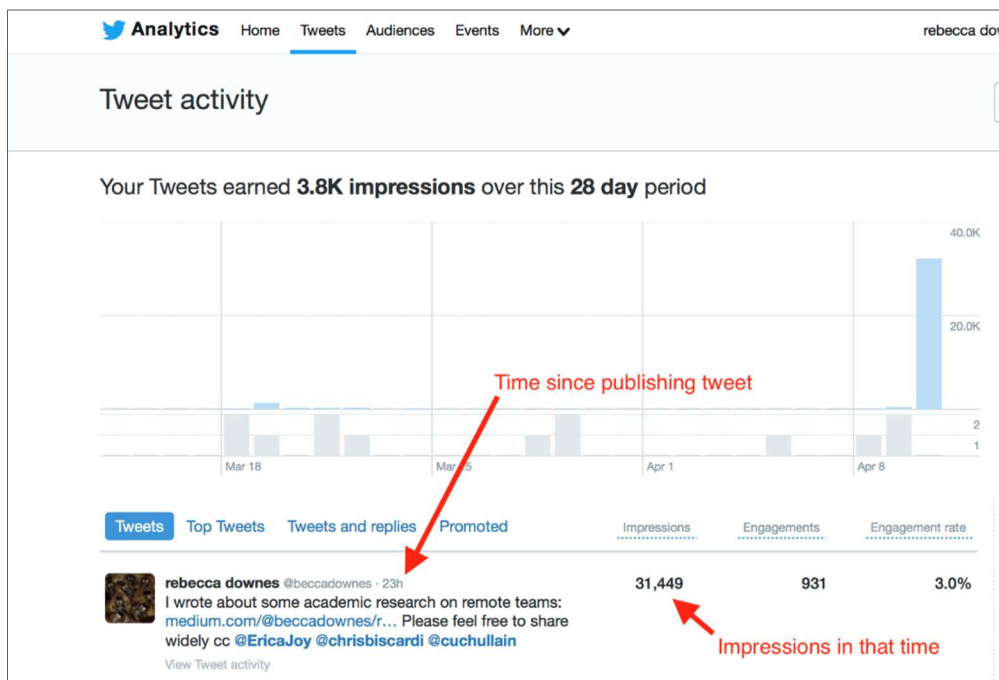 Analytics Home Tweets Audiences Events More rebecca dow
Tweet activity
Your Tweets earned 3.8K impressions over this 28 day period
40.0K
20.0K
Time since publishing tweet
2
1
Mar 18 Mar 25 Apr 1 Apr 8
Tweets Top Tweets Tweets and replies Promoted Impressions Engagements Engagement rate
rebecca downes @beccadownes · 23h 31,449 931 3.0%
I wrote about some academic research on remote teams:
medium.com/@beccadownes/r... Please feel free to share
widely cc @EricaJoy @chrisbiscardi @cuchullain
Impressions in that time
View Tweet activity